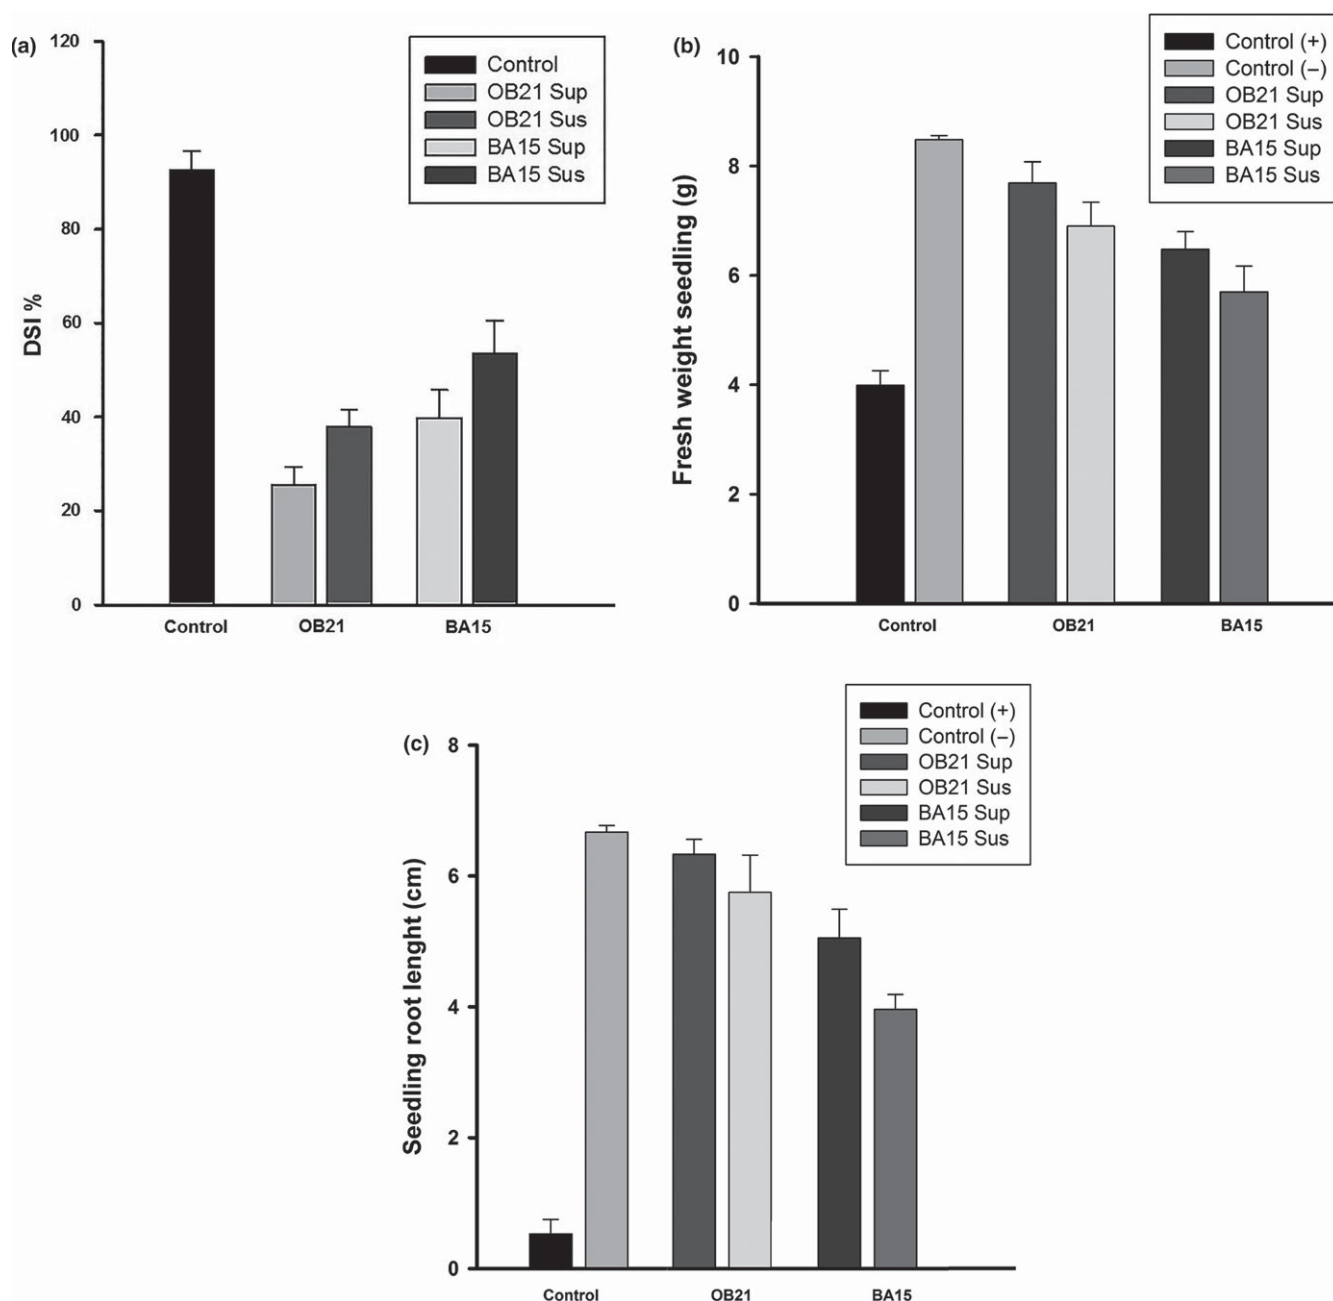 (a)
120
100
80
60
40
20
0
DSI %
Control
OB21 Sup
OB21 Sus
BA15 Sup
BA15 Sus
Control
OB21
BA15
(b)
10
8
6
4
2
0
Fresh weight seedling (g)
Control (+)
Control (–)
OB21 Sup
OB21 Sus
BA15 Sup
BA15 Sus
Control
OB21
BA15
(c)
8
6
4
2
0
Seedling root lenght (cm)
Control (+)
Control (–)
OB21 Sup
OB21 Sus
BA15 Sup
BA15 Sus
Control
OB21
BA15